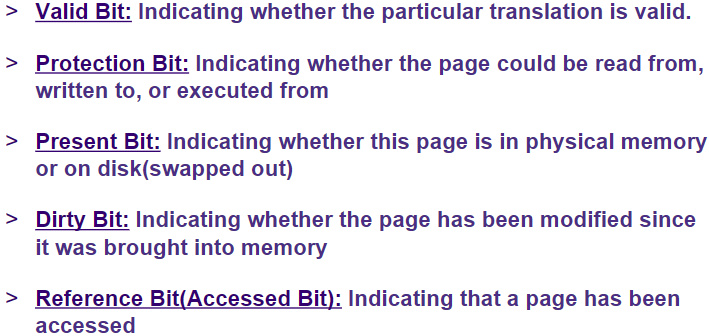 > Valid Bit: Indicating whether the particular translation is valid.
> Protection Bit: Indicating whether the page could be read from,
written to, or executed from
> Present Bit: Indicating whether this page is in physical memory
or on disk(swapped out)
> Dirty Bit: Indicating whether the page has been modified since
it was brought into memory
> Reference Bit(Accessed Bit): Indicating that a page has been
accessed